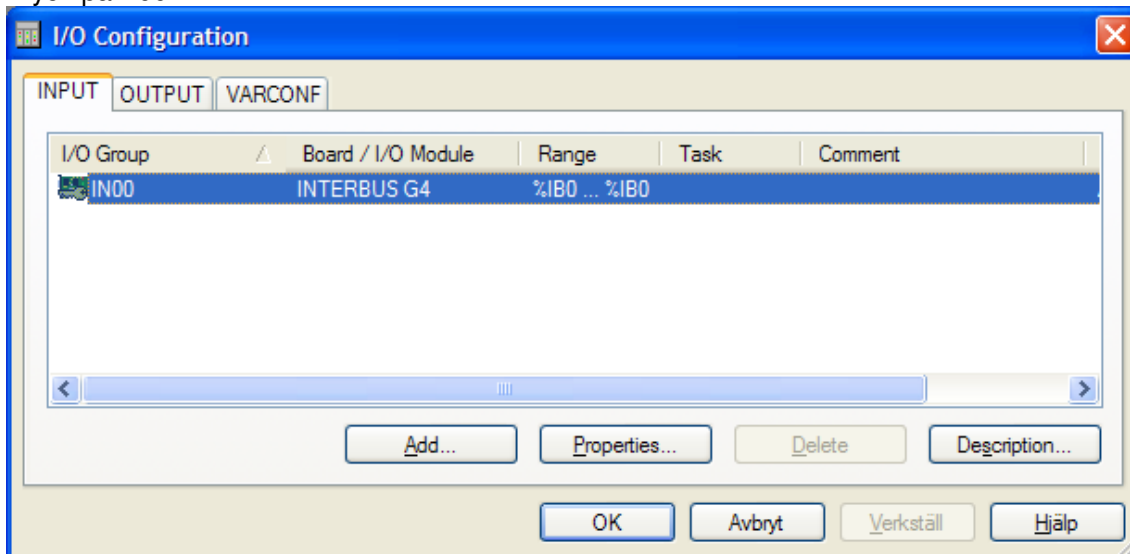 I/O Configuration
INPUT OUTPUT VARCONF
I/O Group Board / I/O Module Range Task Comment
IN00 INTERBUS G4 %IB0 ... %IB0
Add... Properties... Delete Description...
OK Avbryt Verkställ Hjälp